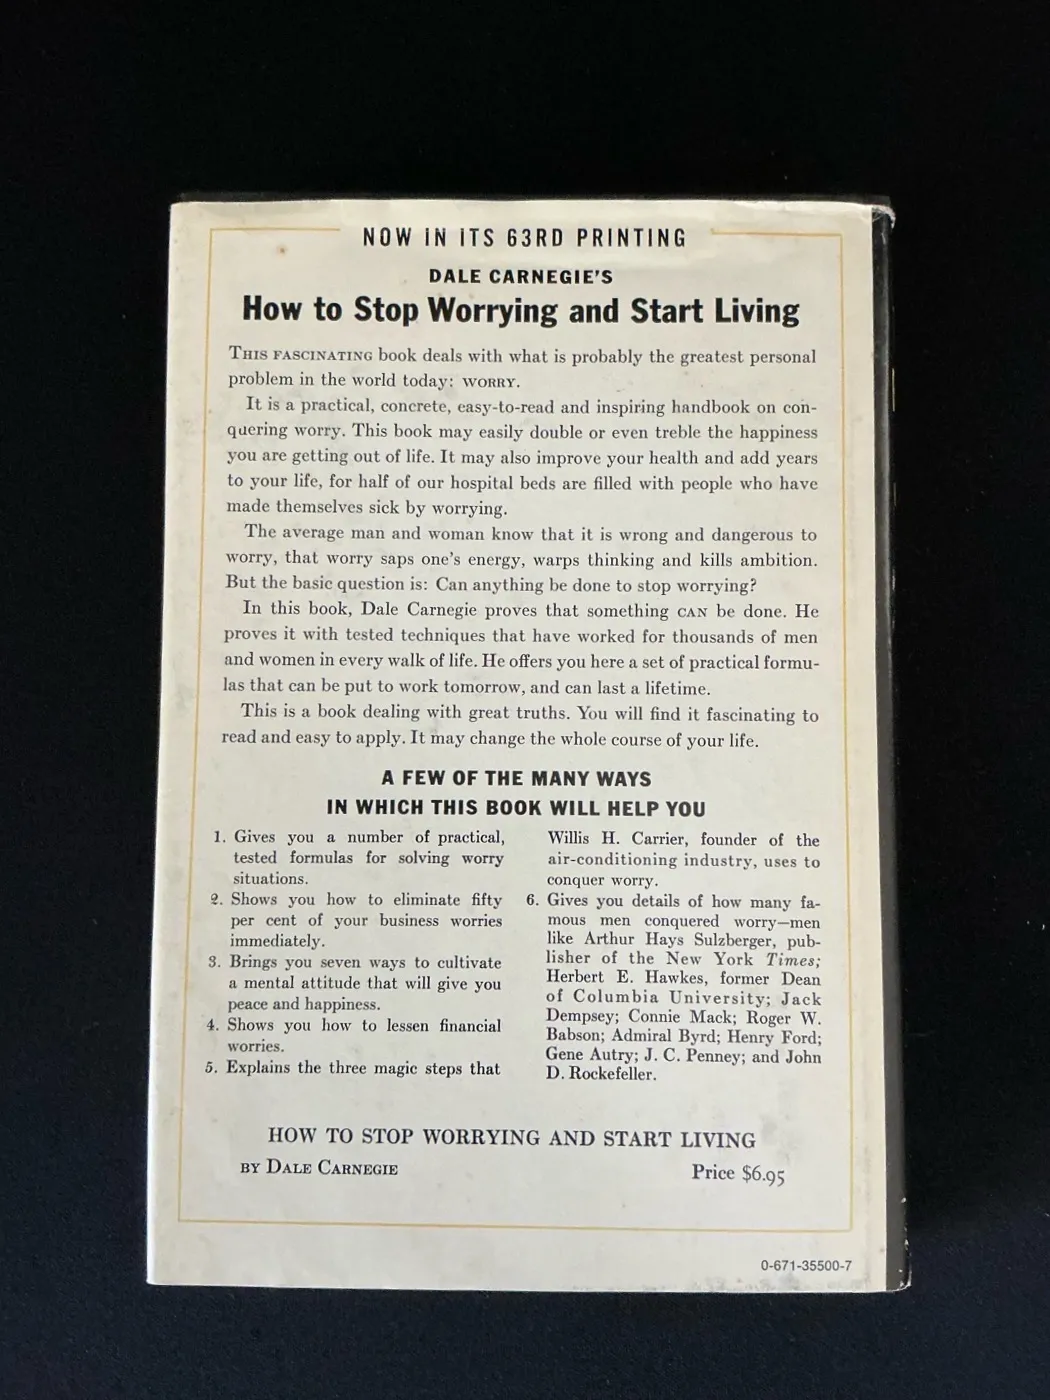 NOW IN ITS 63RD PRINTING
DALE CARNEGIE'S
How to Stop Worrying and Start Living
THIS FASCINATING book deals with what is probably the greatest personal
problem in the world today: WORRY.
It is a practical, concrete, easy-to-read and inspiring handbook on con-
quering worry. This book may easily double or even treble the happiness
you are getting out of life. It may also improve your health and add years
to your life, for half of our hospital beds are filled with people who have
made themselves sick by worrying.
The average man and woman know that it is wrong and dangerous to
worry, that worry saps one's energy, warps thinking and kills ambition.
But the basic question is: Can anything be done to stop worrying?
In this book, Dale Carnegie proves that something CAN be done. He
proves it with tested techniques that have worked for thousands of men
and women in every walk of life. He offers you here a set of practical formu-
las that can be put to work tomorrow, and can last a lifetime.
This is a book dealing with great truths. You will find it fascinating to
read and easy to apply. It may change the whole course of your life.
A FEW OF THE MANY WAYS
IN WHICH THIS BOOK WILL HELP YOU
1. Gives you a number of practical,
tested formulas for solving worry
situations.
2. Shows you how to eliminate fifty
per cent of your business worries
immediately.
3. Brings you seven ways to cultivate
a mental attitude that will give you
peace and happiness.
4. Shows you how to lessen financial
worries.
5. Explains the three magic steps that
Willis H. Carrier, founder of the
air-conditioning industry, uses to
conquer worry.
6. Gives you details of how many fa-
mous men conquered worry—men
like Arthur Hays Sulzberger, pub-
lisher of the New York Times;
Herbert E. Hawkes, former Dean
of Columbia University; Jack
Dempsey; Connie Mack; Roger W.
Babson; Admiral Byrd; Henry Ford;
Gene Autry; J. C. Penney; and John
D. Rockefeller.
HOW TO STOP WORRYING AND START LIVING
BY DALE CARNEGIE
Price $6.95
0-671-35500-7